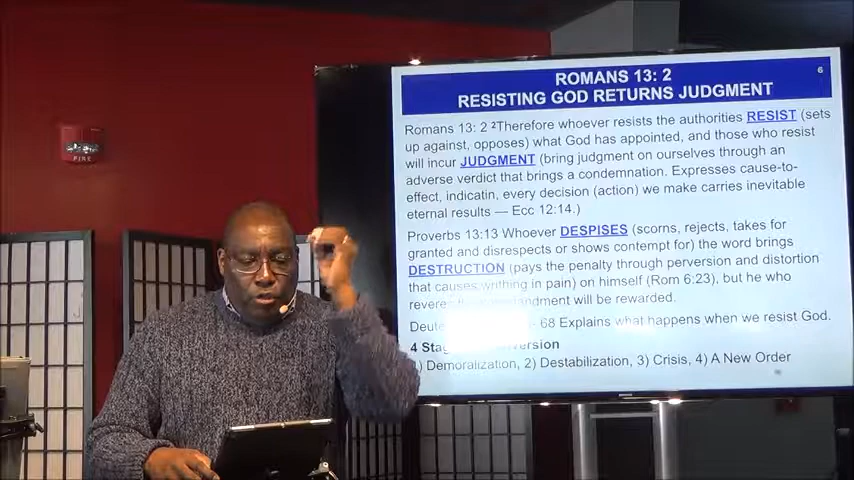 FIRE
6
ROMANS 13: 2
RESISTING GOD RETURNS JUDGMENT
Romans 13: 2 ²Therefore whoever resists the authorities RESIST (sets
up against, opposes) what God has appointed, and those who resist
will incur JUDGMENT (bring judgment on ourselves through an
adverse verdict that brings a condemnation. Expresses cause-to-
effect, indicatin, every decision (action) we make carries inevitable
eternal results — Ecc 12:14.)
Proverbs 13:13 Whoever DESPISES (scorns, rejects, takes for
granted and disrespects or shows contempt for) the word brings
DESTRUCTION (pays the penalty through perversion and distortion
that causes writhing in pain) on himself (Rom 6:23), but he who
will be rewarded.
- 68 Explains what happens when we resist God.
4
) Demoralization, 2) Destabilization, 3) Crisis, 4) A New Order